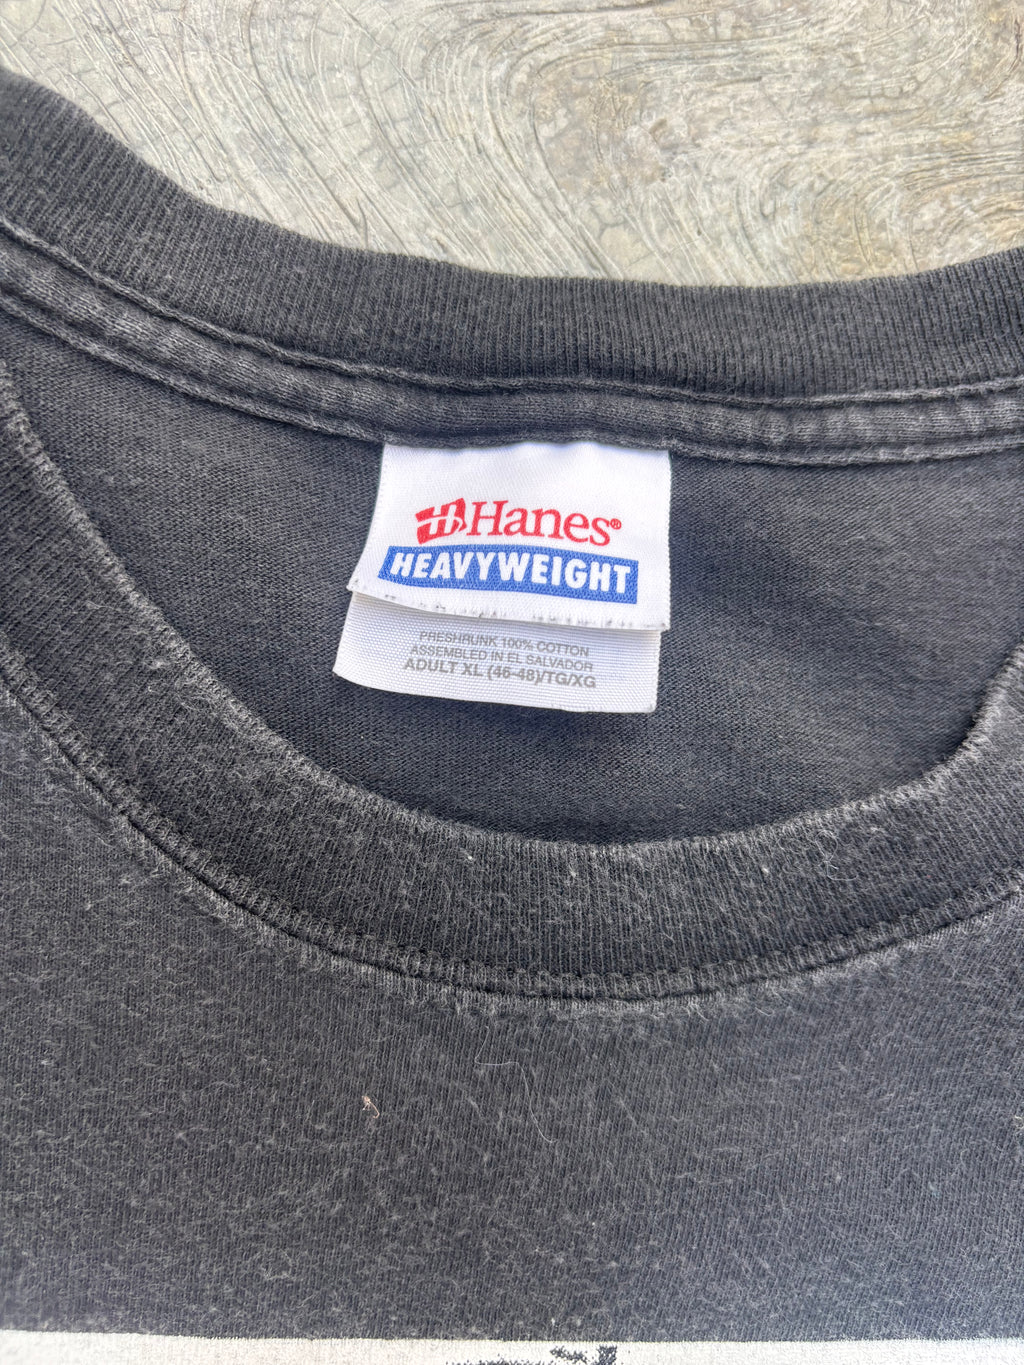 Hanes®
HEAVYWEIGHT
PRESHRUNK 100% COTTON
ASSEMBLED IN EL SALVADOR
ADULT XL (46-48)/TG/XG